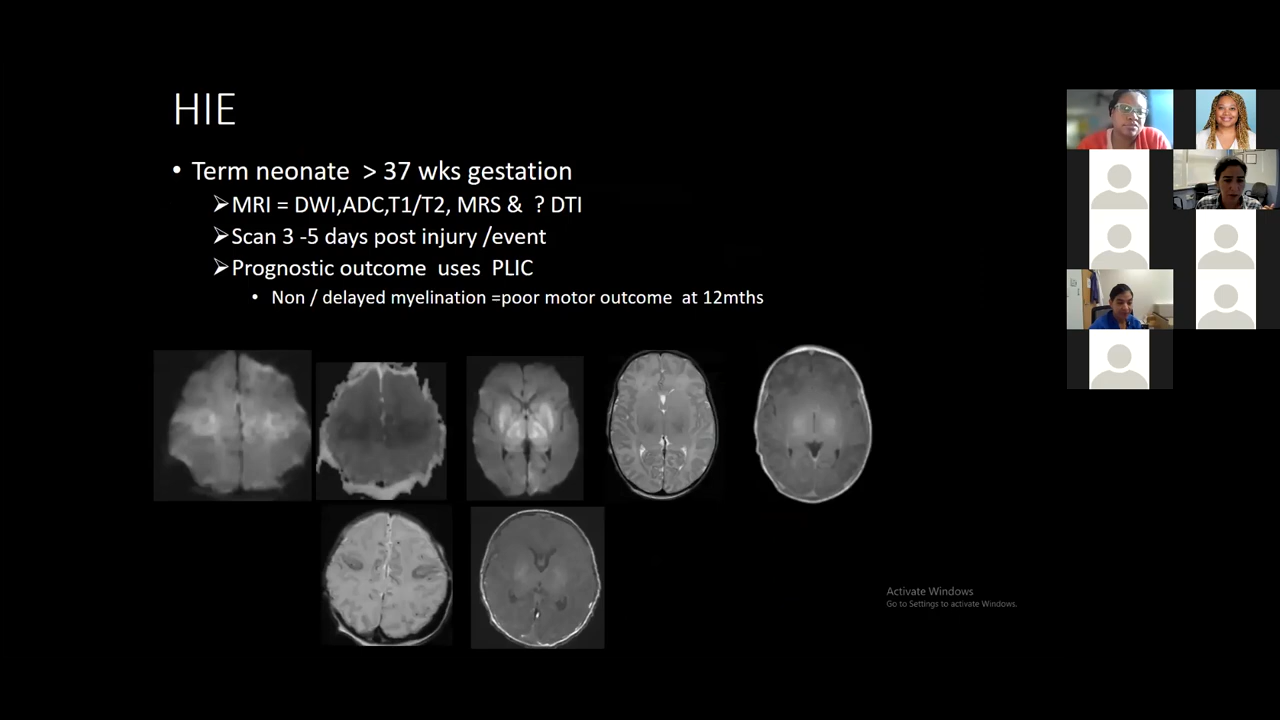 HIE
• Term neonate > 37 wks gestation
➢MRI = DWI,ADC,T1/T2, MRS & ? DTI
➢Scan 3 -5 days post injury /event
➢Prognostic outcome uses PLIC
• Non / delayed myelination =poor motor outcome at 12mths
Activate Windows
Go to Settings to activate Windows.